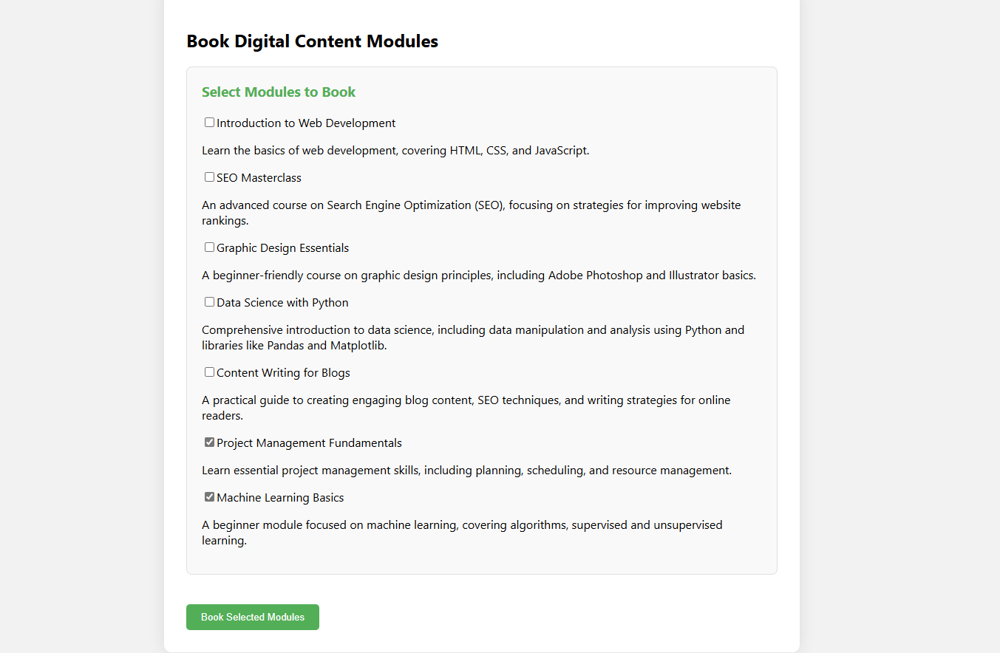 Book Digital Content Modules
Select Modules to Book
Introduction to Web Development
Learn the basics of web development, covering HTML, CSS, and JavaScript.
SEO Masterclass
An advanced course on Search Engine Optimization (SEO), focusing on strategies for improving website
rankings.
Graphic Design Essentials
A beginner-friendly course on graphic design principles, including Adobe Photoshop and Illustrator basics.
Data Science with Python
Comprehensive introduction to data science, including data manipulation and analysis using Python and
libraries like Pandas and Matplotlib.
Content Writing for Blogs
A practical guide to creating engaging blog content, SEO techniques, and writing strategies for online
readers.
Project Management Fundamentals
Learn essential project management skills, including planning, scheduling, and resource management.
Machine Learning Basics
A beginner module focused on machine learning, covering algorithms, supervised and unsupervised
learning.
Book Selected Modules